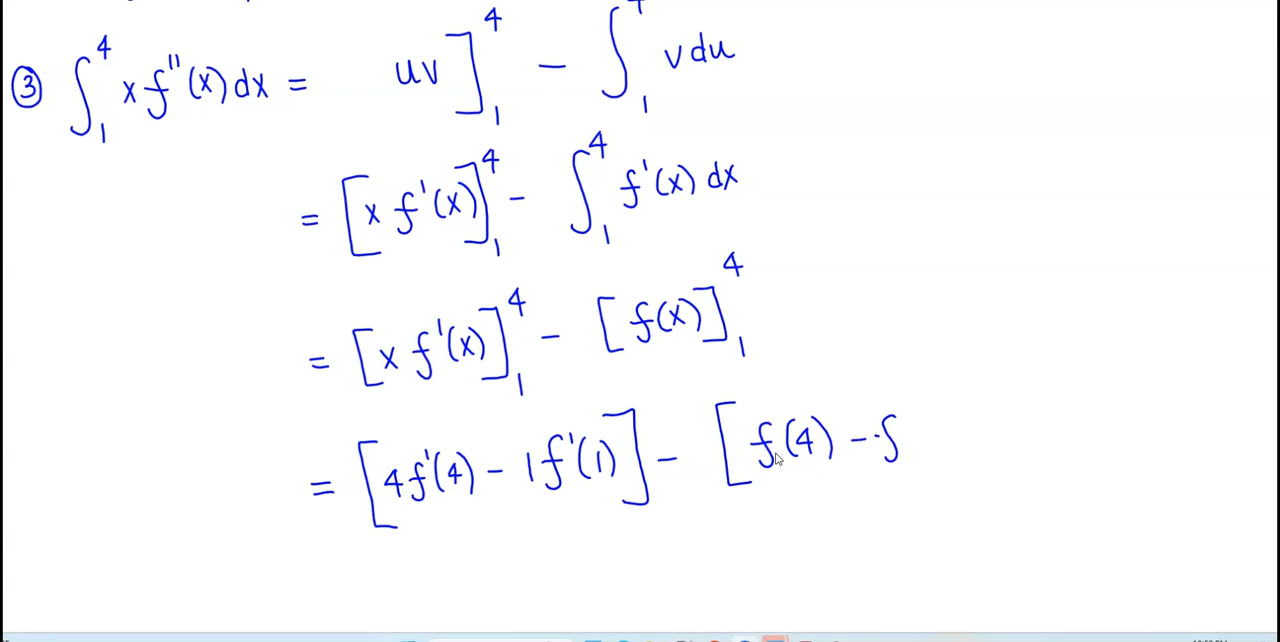 ③ ∫₁⁴ x f''(x) dx = uv]₁⁴ - ∫₁⁴ v du
= [x f'(x)]₁⁴ - ∫₁⁴ f'(x) dx
= [x f'(x)]₁⁴ - [f(x)]₁⁴
= [4f'(4) - 1f'(1)] - [f(4) - f